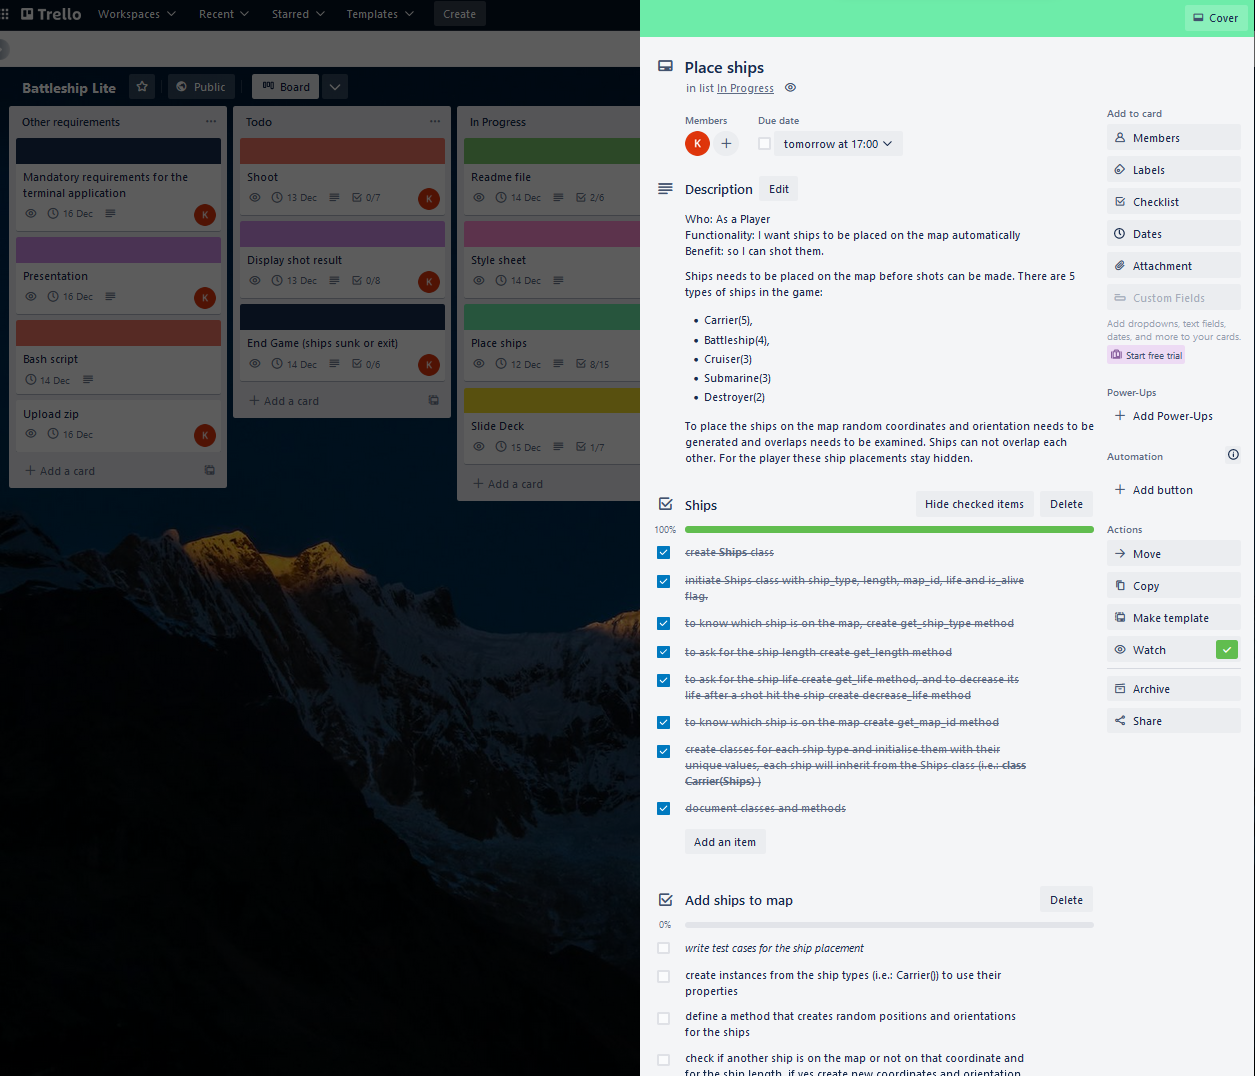 Trello
Workspaces
Recent
Starred
Templates
Create
Cover
Battleship Lite
Public
Board
Other requirements
Mandatory requirements for the
terminal application
16 Dec
K
Presentation
16 Dec
K
Bash script
14 Dec
Upload zip
16 Dec
K
+ Add a card
Todo
Shoot
13 Dec
0/7
K
Display shot result
13 Dec
0/8
K
End Game (ships sunk or exit)
14 Dec
0/6
K
+ Add a card
In Progress
Readme file
14 Dec
2/6
Style sheet
14 Dec
Place ships
12 Dec
8/15
Slide Deck
15 Dec
1/7
+ Add a card
Place ships
in list In Progress
Members
Due date
K
+
tomorrow at 17:00
Description
Edit
Who: As a Player
Functionality: I want ships to be placed on the map automatically
Benefit: so I can shot them.
Ships needs to be placed on the map before shots can be made. There are 5
types of ships in the game:
• Carrier(5),
• Battleship(4),
• Cruiser(3)
• Submarine(3)
• Destroyer(2)
To place the ships on the map random coordinates and orientation needs to be
generated and overlaps needs to be examined. Ships can not overlap each
other. For the player these ship placements stay hidden.
Ships
Hide checked items
Delete
100%
create Ships class
initiate Ships class with ship_type, length, map_id, life and is_alive
flag.
to know which ship is on the map, create get_ship_type method
to ask for the ship length create get_length method
to ask for the ship life create get_life method, and to decrease its
life after a shot hit the ship create decrease_life method
to know which ship is on the map create get_map_id method
create classes for each ship type and initialise them with their
unique values, each ship will inherit from the Ships class (i.e.: class
Carrier(Ships) )
document classes and methods
Add an item
Add ships to map
Delete
0%
write test cases for the ship placement
create instances from the ship types (i.e.: Carrier()) to use their
properties
define a method that creates random positions and orientations
for the ships
check if another ship is on the map or not on that coordinate and
for the ship length, if yes create new coordinates and orientation
Add to card
Members
Labels
Checklist
Dates
Attachment
Custom Fields
Add dropdowns, text fields,
dates, and more to your cards.
Start free trial
Power-Ups
+ Add Power-Ups
Automation
+ Add button
Actions
Move
Copy
Make template
Watch
Archive
Share